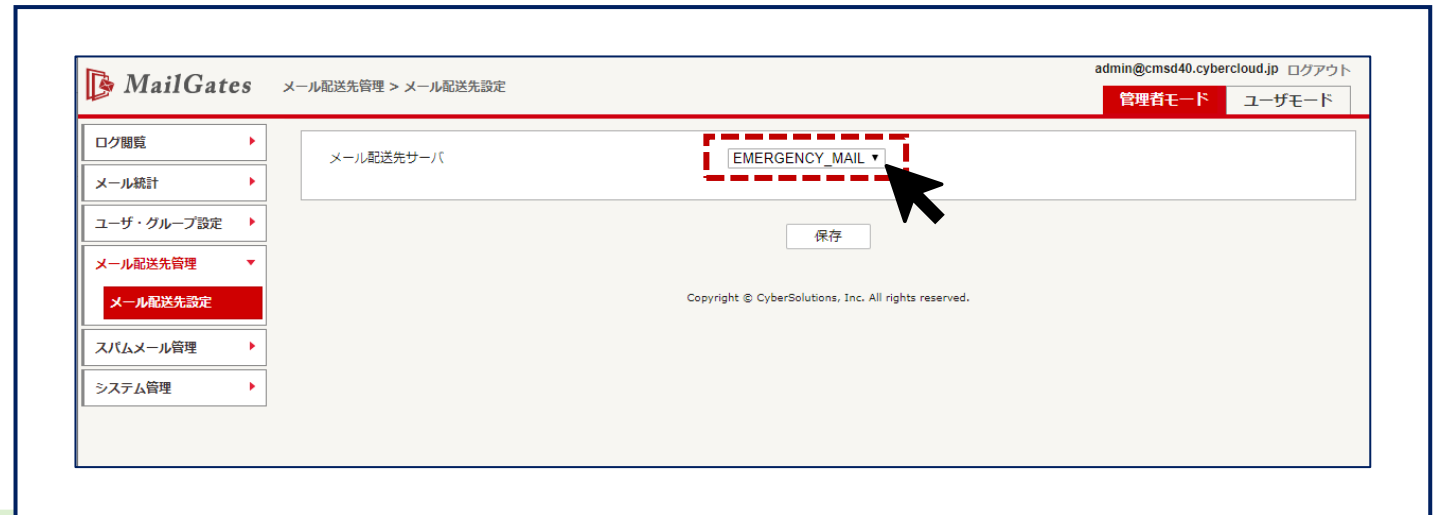 MailGates
メール配送先管理 > メール配送先設定
admin@cmsd40.cybercloud.jp ログアウト
管理者モード ユーザモード
ログ閲覧
メール統計
ユーザ・グループ設定
メール配送先管理
メール配送先設定
スパムメール管理
システム管理
メール配送先サーバ EMERGENCY_MAIL
保存
Copyright © CyberSolutions, Inc. All rights reserved.